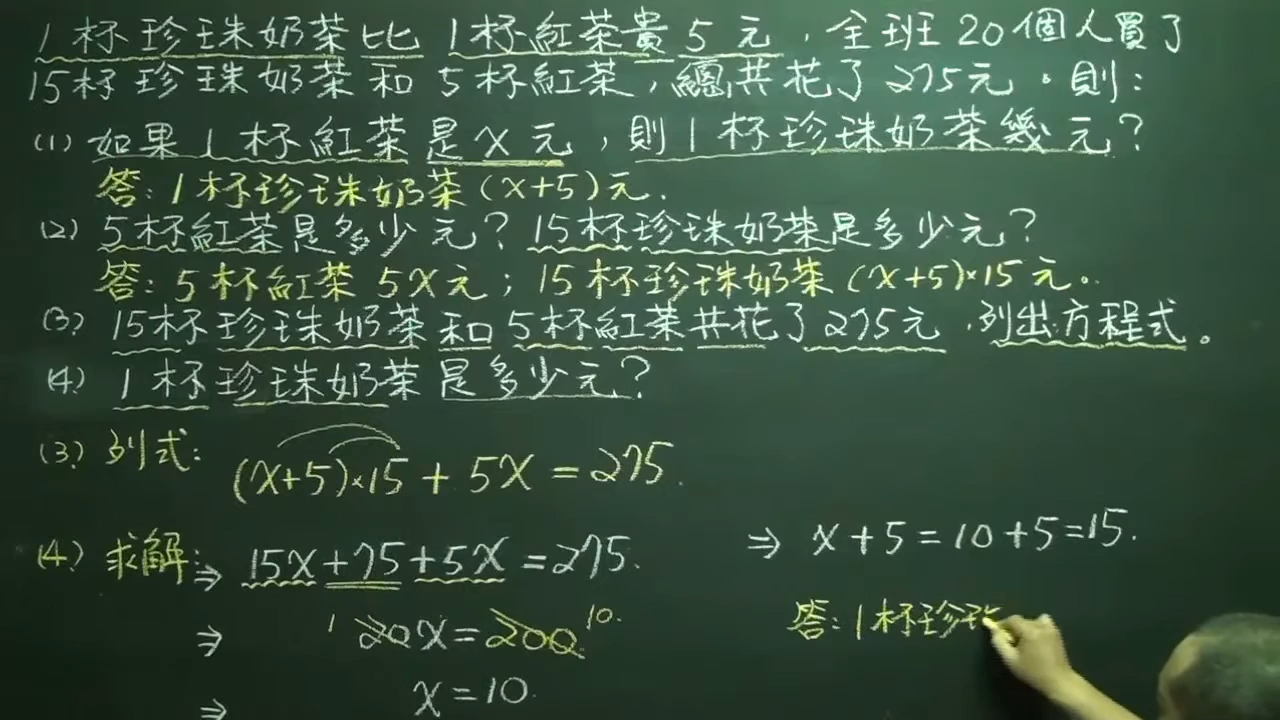 1杯珍珠奶茶比1杯紅茶貴5元，全班20個人買了
15杯珍珠奶茶和5杯紅茶，總共花了275元。則：
(1) 如果1杯紅茶是x元，則1杯珍珠奶茶幾元？
答：1杯珍珠奶茶(x+5)元.
(2) 5杯紅茶是多少元？15杯珍珠奶茶是多少元？
答：5杯紅茶 5x元；15杯珍珠奶茶(x+5)×15元。
(3) 15杯珍珠奶茶和5杯紅茶共花了275元，列出方程式。
(4) 1杯珍珠奶茶是多少元？
(3) 列式：(x+5)×15+5x=275.
(4) 求解：⇒ 15x+75+5x=275.
⇒ 1 20x=200 10.
⇒ x=10.
⇒ x+5=10+5=15.
答：1杯珍